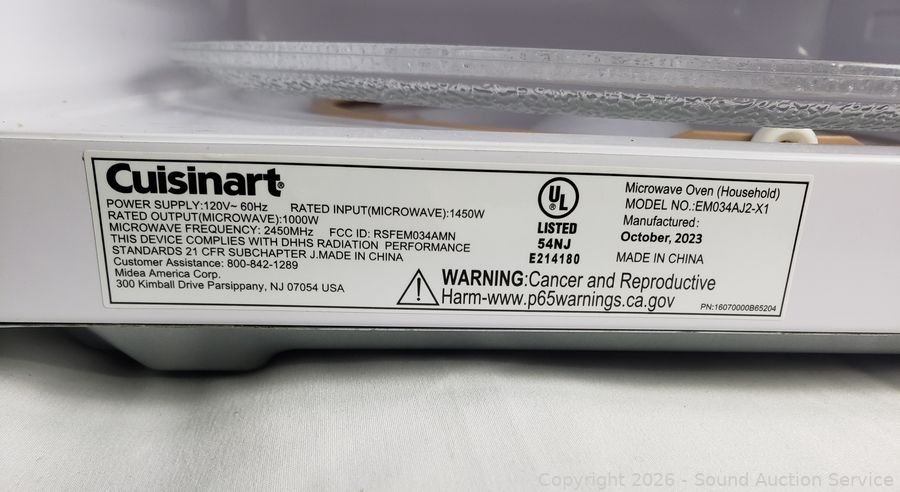 Cuisinart®
POWER SUPPLY:120V~ 60Hz RATED INPUT(MICROWAVE):1450W
RATED OUTPUT(MICROWAVE):1000W
MICROWAVE FREQUENCY: 2450MHz FCC ID: RSFEM034AMN
THIS DEVICE COMPLIES WITH DHHS RADIATION PERFORMANCE
STANDARDS 21 CFR SUBCHAPTER J.MADE IN CHINA
Customer Assistance: 800-842-1289
Midea America Corp.
300 Kimball Drive Parsippany, NJ 07054 USA
UL
LISTED
54NJ
E214180
Microwave Oven (Household)
MODEL NO.:EM034AJ2-X1
Manufactured:
October, 2023
MADE IN CHINA
WARNING:Cancer and Reproductive
Harm-www.p65warnings.ca.gov
PN:16070000B65204
Copyright 2026 - Sound Auction Service